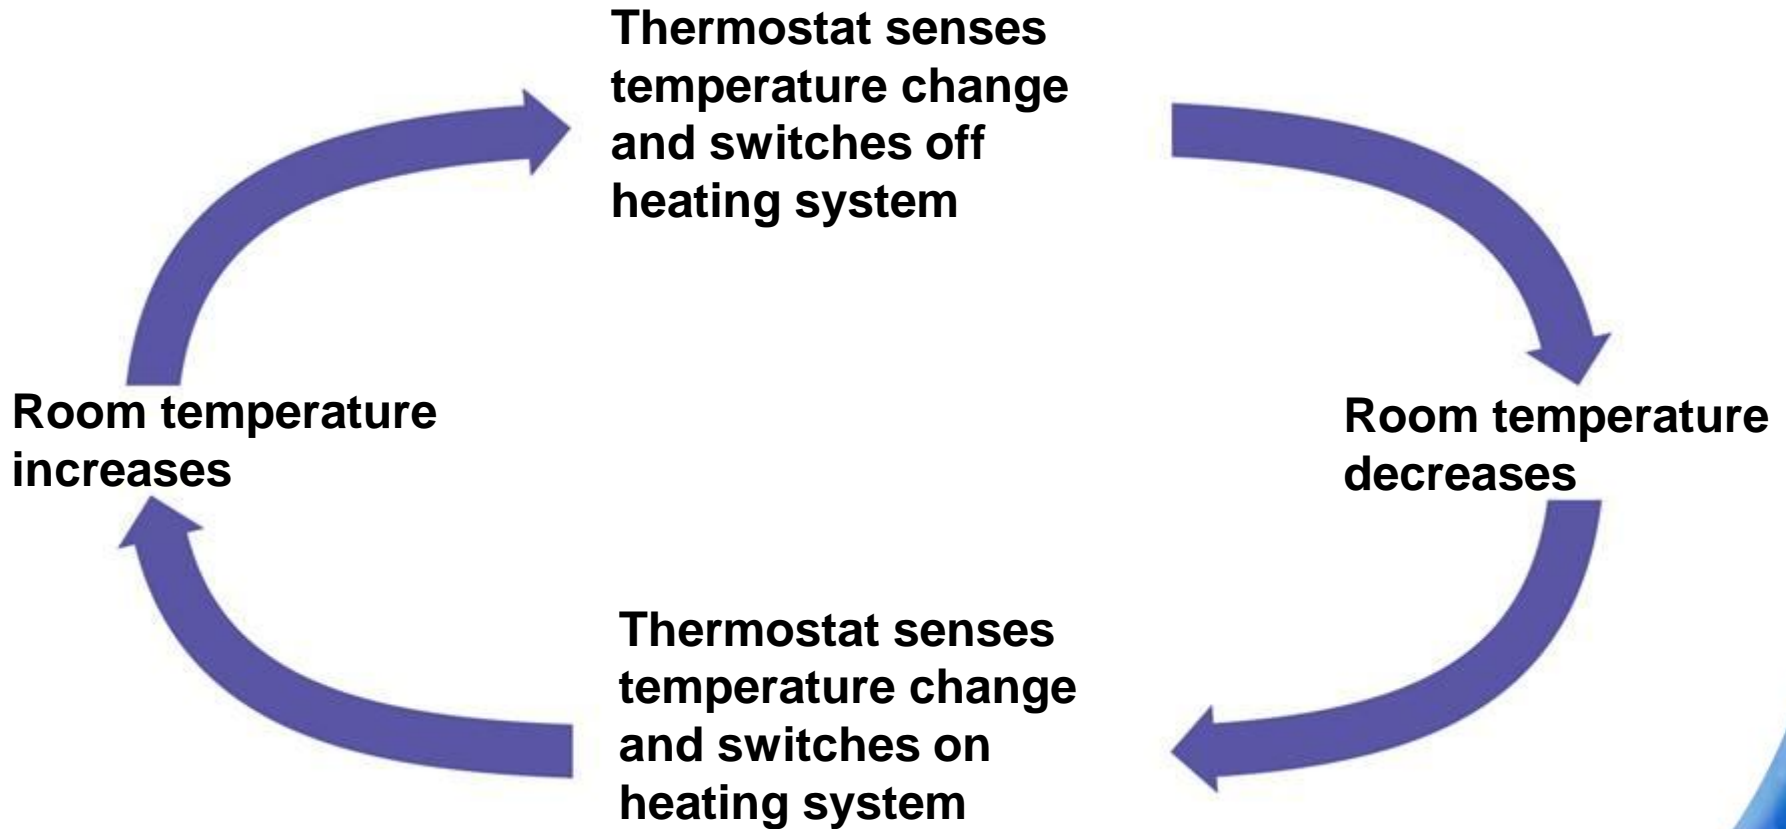 Thermostat senses
temperature change
and switches off
heating system
Room temperature
increases
Room temperature
decreases
Thermostat senses
temperature change
and switches on
heating system